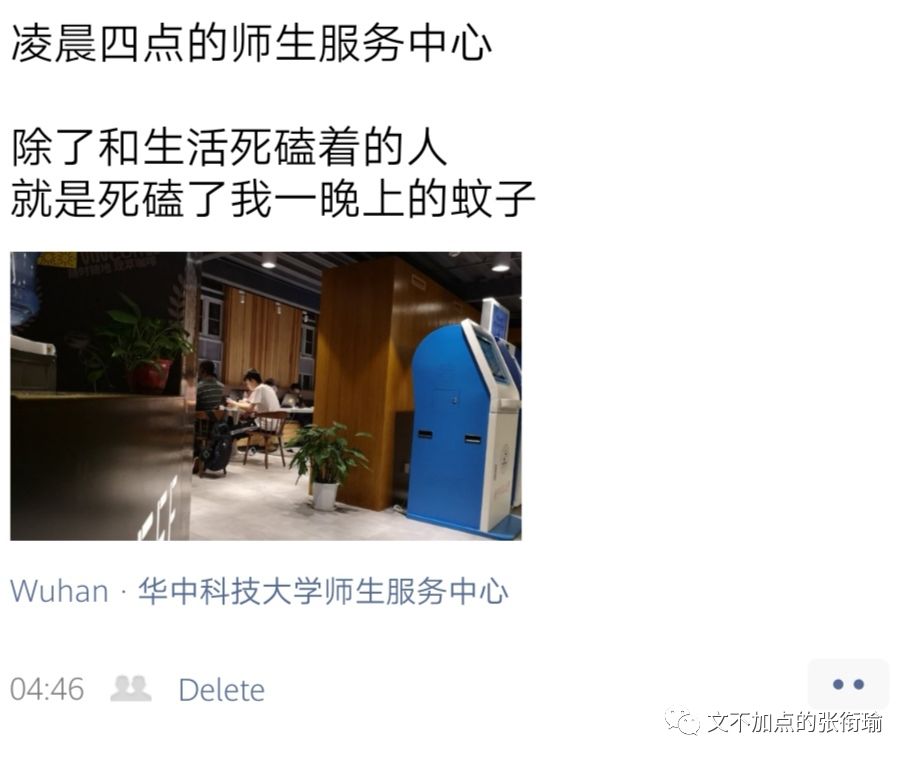 凌晨四点的师生服务中心
除了和生活死磕着的人
就是死磕了我一晚上的蚊子
Wuhan · 华中科技大学师生服务中心
04:46 Delete
文不加点的张衔瑜